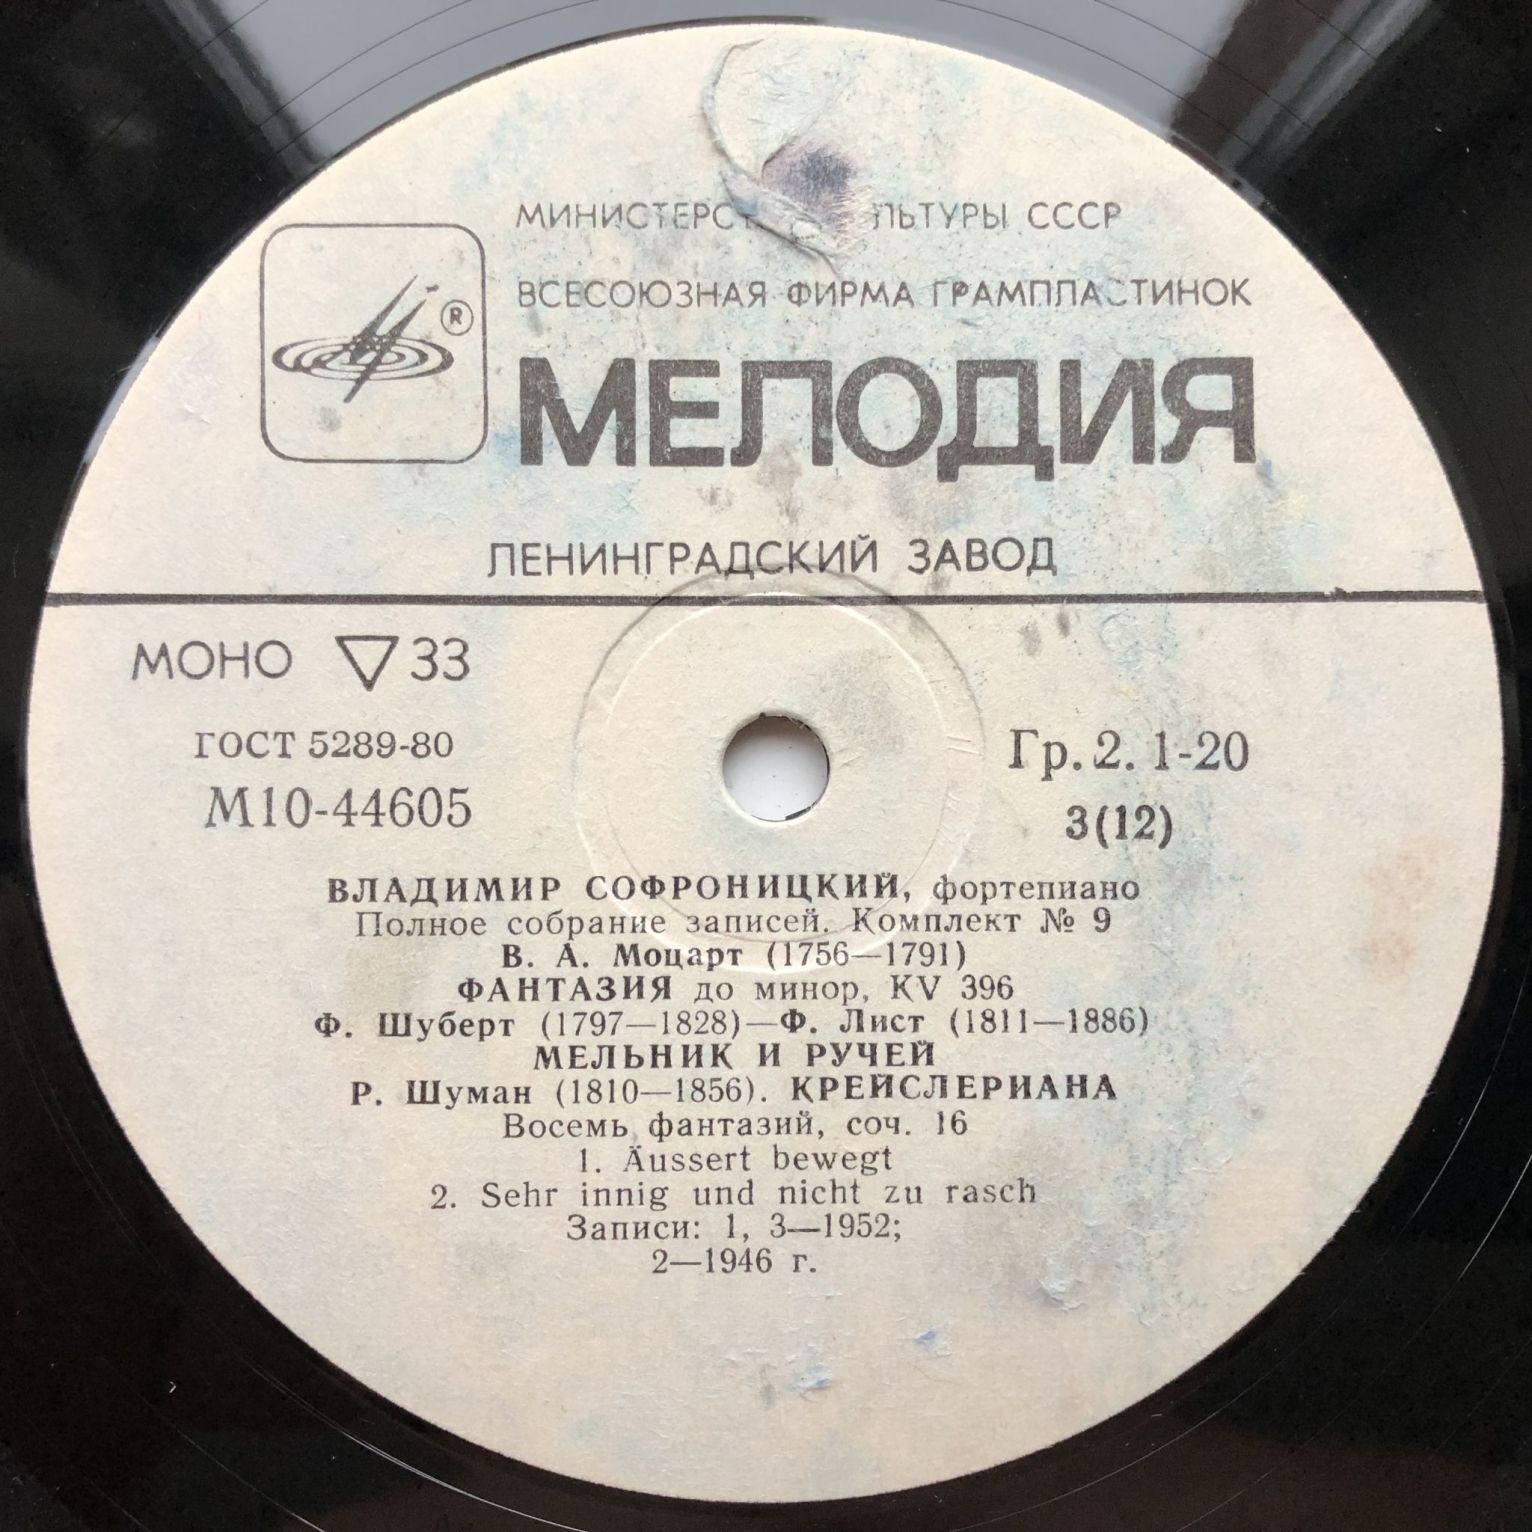 СССР
ВСЕСОЮЗНАЯ ФИРМА ГРАМПЛАСТИНОК
®
МЕЛОДИЯ
ЛЕНИНГРАДСКИЙ ЗАВОД
МОНО ▽ 33
ГОСТ 5289-80
Гр. 2. 1-20
М10-44605
3(12)
ВЛАДИМИР СОФРОНИЦКИЙ, фортепиано
Полное собрание записей. Комплект № 9
В. А. Моцарт (1756—1791)
ФАНТАЗИЯ до минор, KV 396
Ф. Шуберт (1797—1828)—Ф. Лист (1811—1886)
МЕЛЬНИК И РУЧЕЙ
Р. Шуман (1810—1856). КРЕЙСЛЕРИАНА
Восемь фантазий, соч. 16
1. Äussert bewegt
2. Sehr innig und nicht zu rasch
Записи: 1, 3—1952;
2—1946 г.